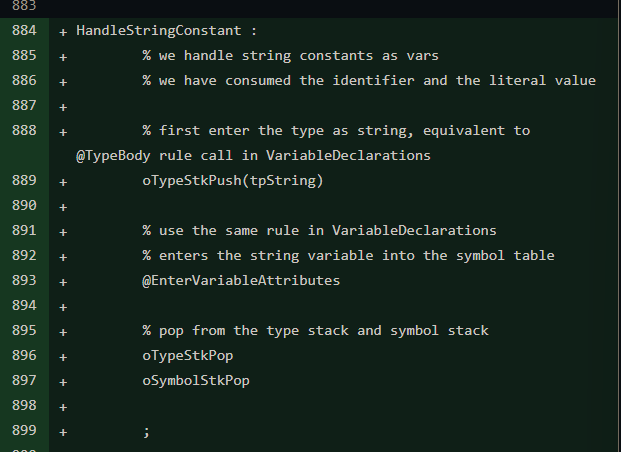 883
884 + HandleStringConstant :
885 + % we handle string constants as vars
886 + % we have consumed the identifier and the literal value
887 +
888 + % first enter the type as string, equivalent to
@TypeBody rule call in VariableDeclarations
889 + oTypeStkPush(tpString)
890 +
891 + % use the same rule in VariableDeclarations
892 + % enters the string variable into the symbol table
893 + @EnterVariableAttributes
894 +
895 + % pop from the type stack and symbol stack
896 + oTypeStkPop
897 + oSymbolStkPop
898 +
899 + ;